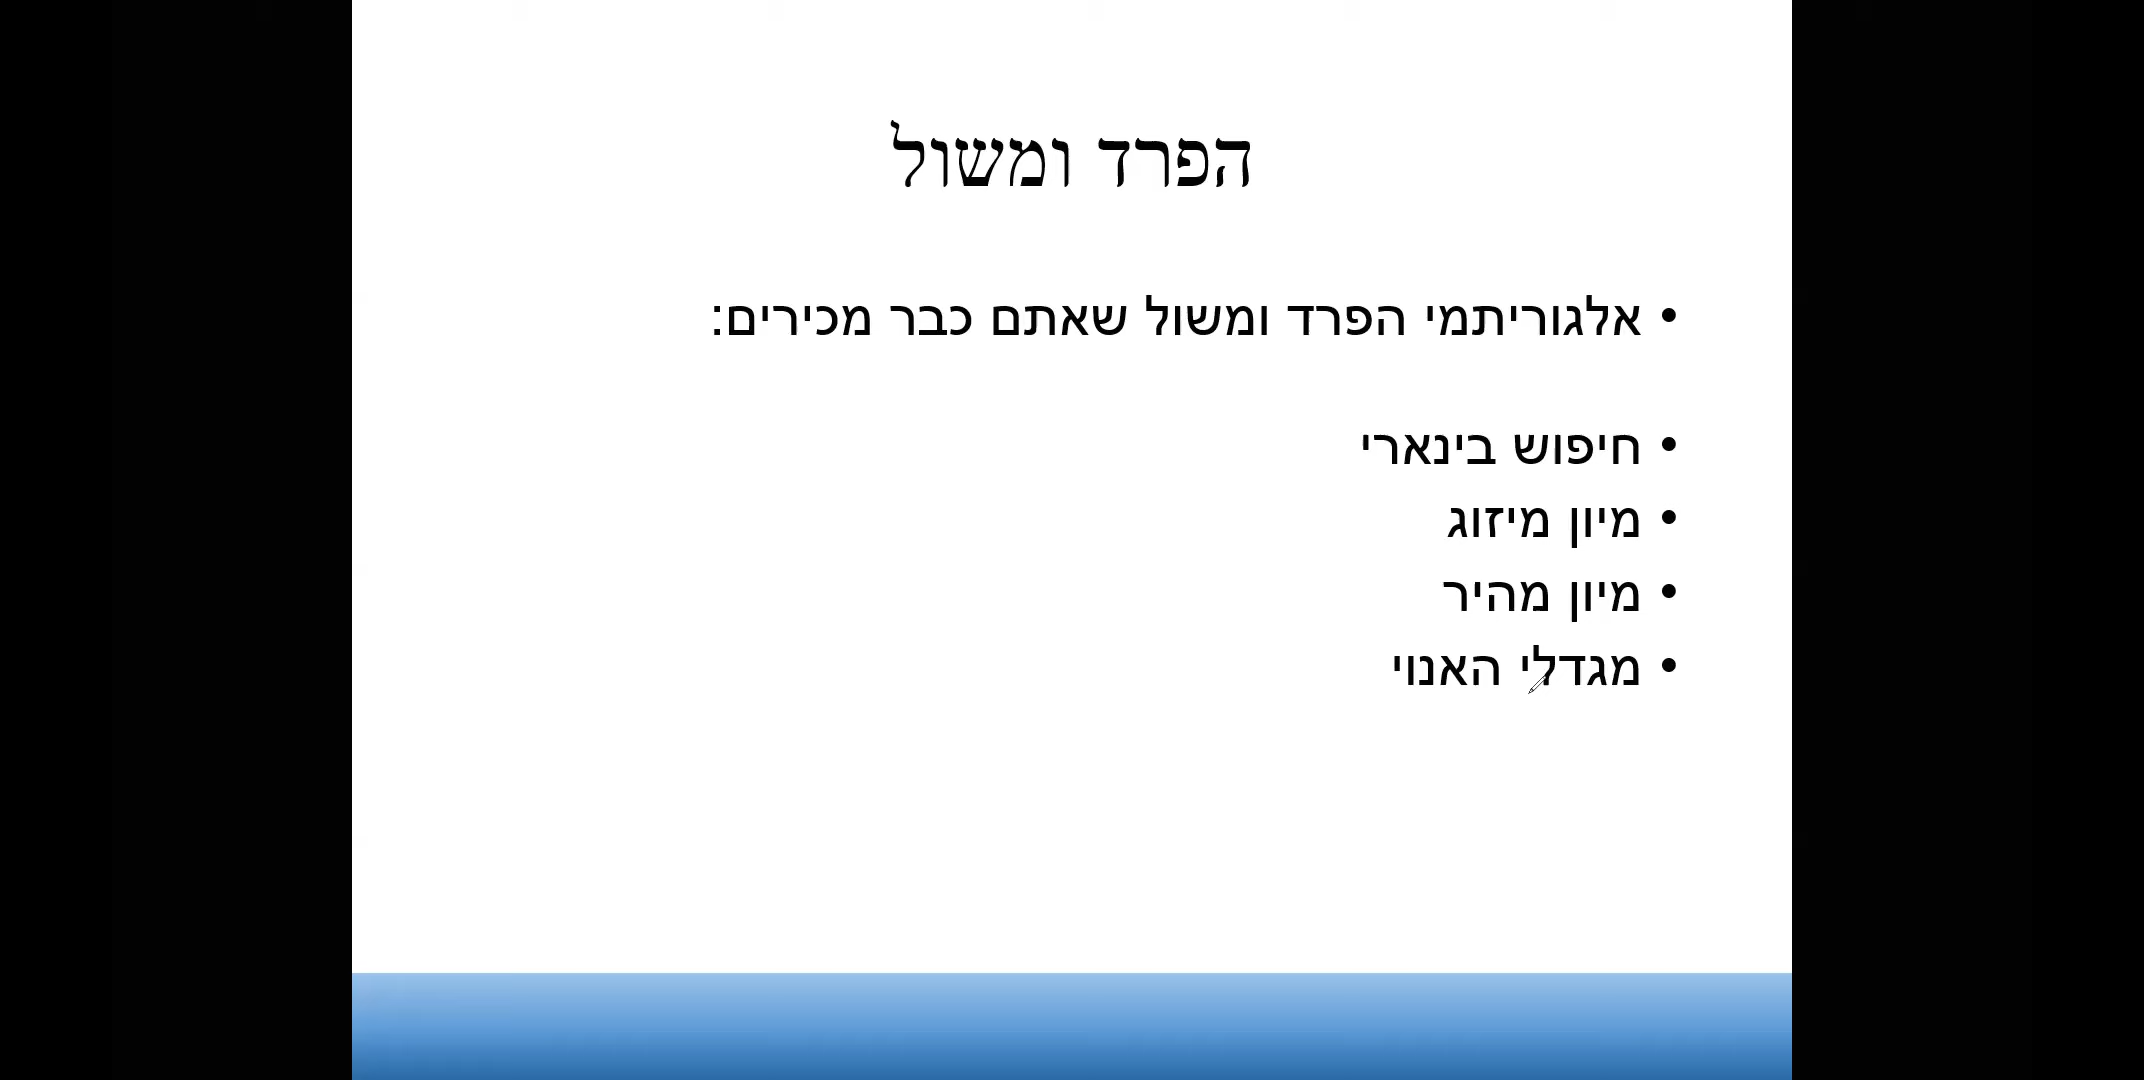 הפרד ומשול
• אלגוריתמי הפרד ומשול שאתם כבר מכירים:
• חיפוש בינארי
• מיון מיזוג
• מיון מהיר
• מגדלי האנוי